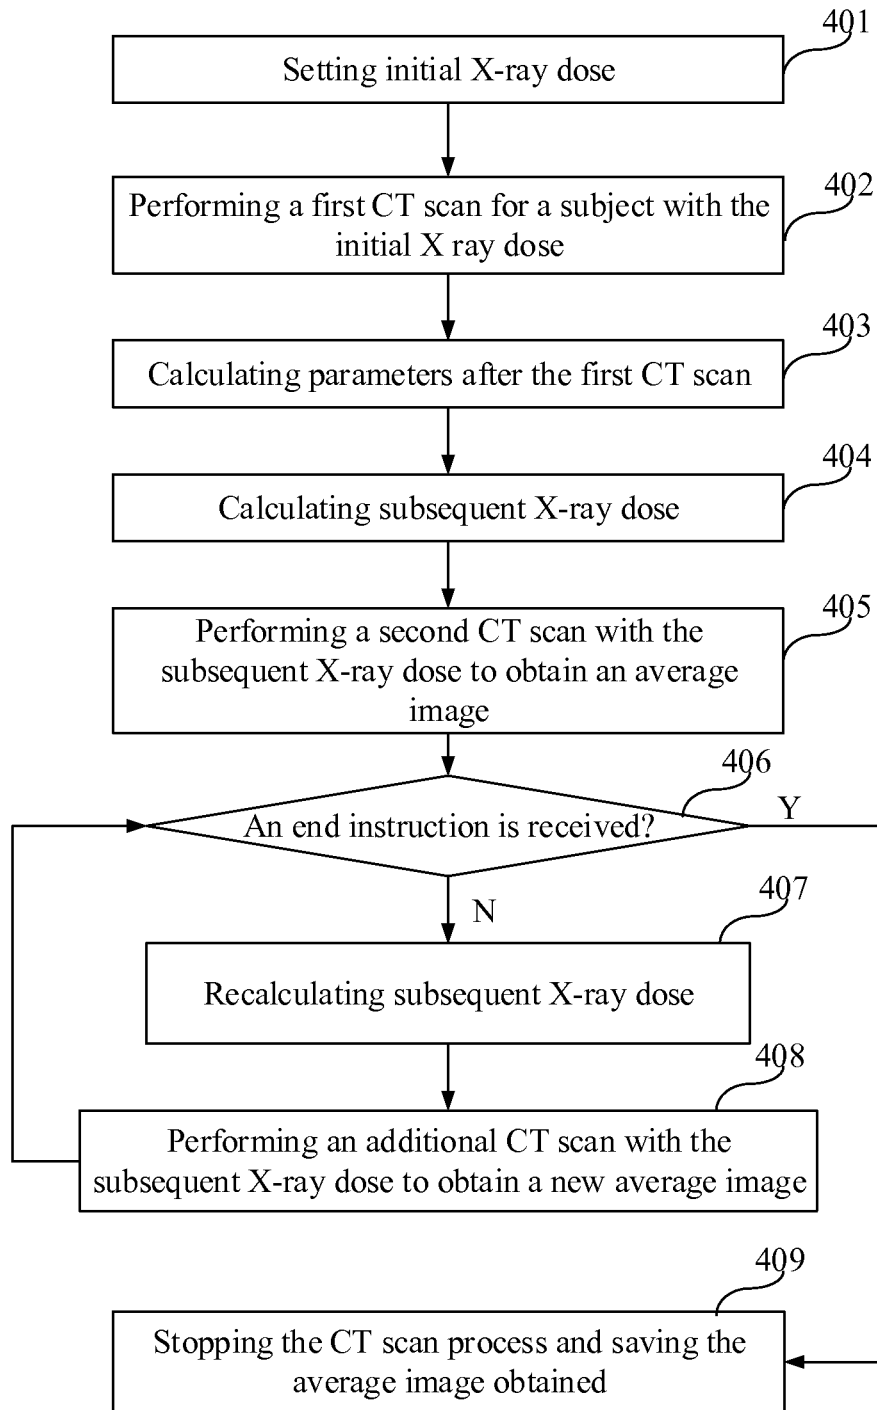 401
Setting initial X-ray dose
402
Performing a first CT scan for a subject with the
initial X ray dose
403
Calculating parameters after the first CT scan
404
Calculating subsequent X-ray dose
405
Performing a second CT scan with the
subsequent X-ray dose to obtain an average
image
406
An end instruction is received?
Y
N
407
Recalculating subsequent X-ray dose
408
Performing an additional CT scan with the
subsequent X-ray dose to obtain a new average image
409
Stopping the CT scan process and saving the
average image obtained